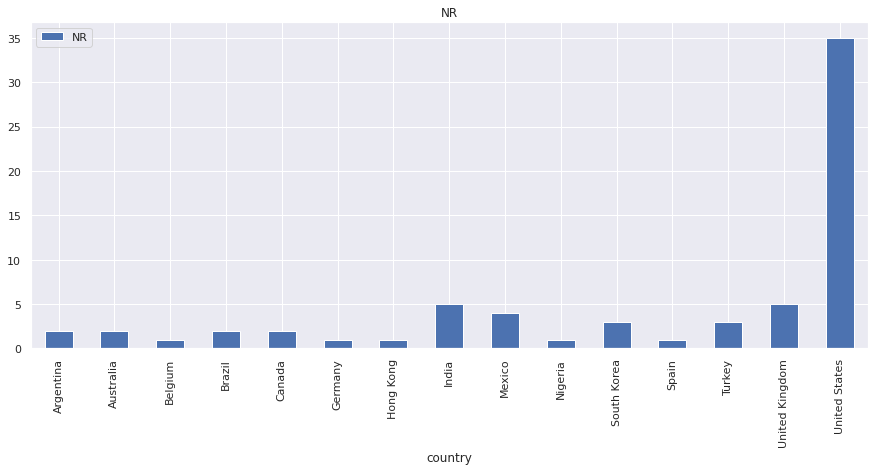 NR
NR
35
30
25
20
15
10
5
0
Argentina
Australia
Belgium
Brazil
Canada
Germany
Hong Kong
India
Mexico
Nigeria
South Korea
Spain
Turkey
United Kingdom
United States
country